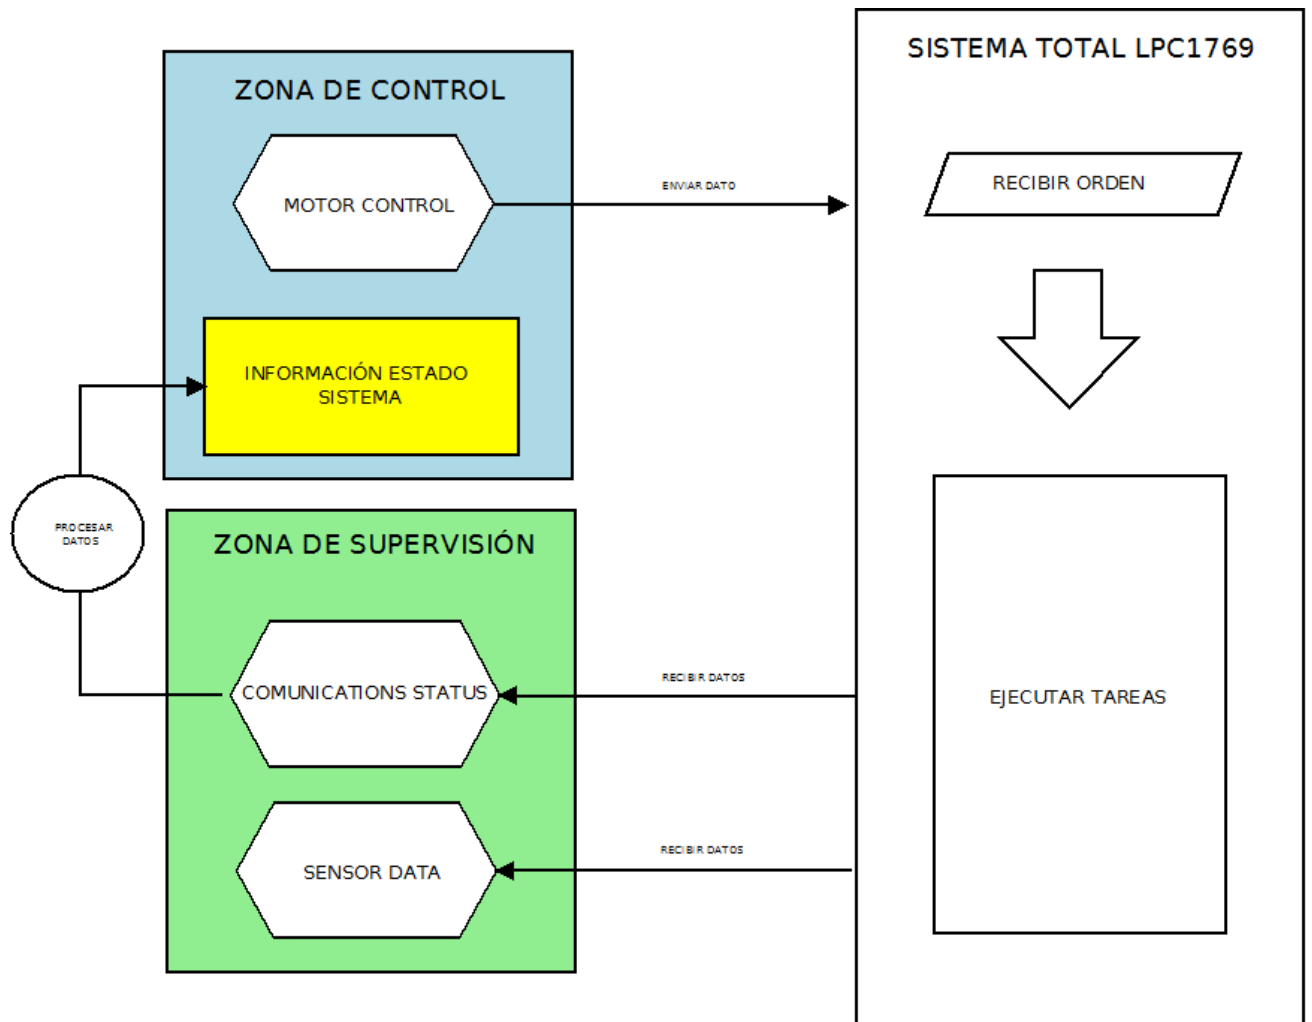 SISTEMA TOTAL LPC1769
ZONA DE CONTROL
RECIBIR ORDEN
ENVIAR DATO
MOTOR CONTROL
INFORMACIÓN ESTADO
SISTEMA
PROCESAR
DATOS
ZONA DE SUPERVISIÓN
RECIBIR DATOS
COMUNICATIONS STATUS
EJECUTAR TAREAS
RECIBIR DATOS
SENSOR DATA